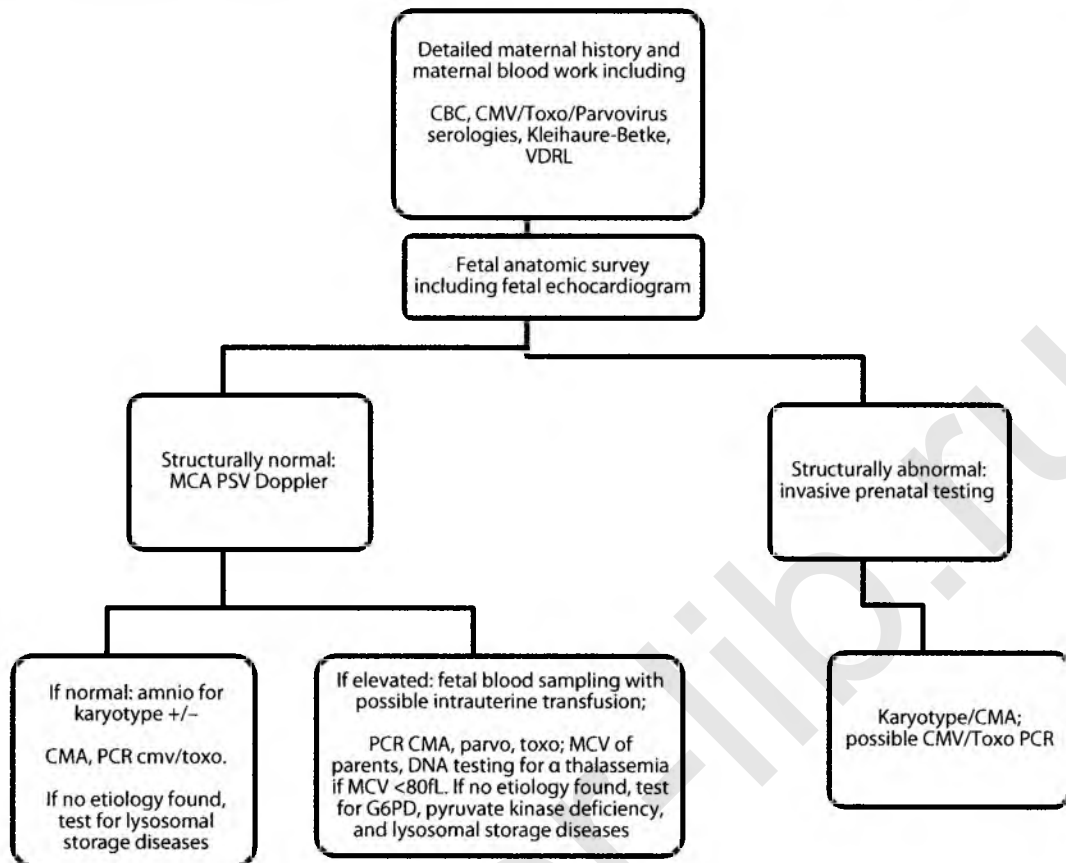 Detailed maternal history and
maternal blood work including
CBC, CMV/Toxo/Parvovirus
serologies, Kleihaure-Betke,
VDRL
Fetal anatomic survey
including fetal echocardiogram
Structurally normal:
MCA PSV Doppler
Structurally abnormal:
invasive prenatal testing
If normal: amnio for
karyotype +/–
CMA, PCR cmv/toxo.
If no etiology found,
test for lysosomal
storage diseases
If elevated: fetal blood sampling with
possible intrauterine transfusion;
PCR CMA, parvo, toxo; MCV of
parents, DNA testing for α thalassemia
if MCV <80fL. If no etiology found, test
for G6PD, pyruvate kinase deficiency,
and lysosomal storage diseases
Karyotype/CMA;
possible CMV/Toxo PCR
r-lib.ru